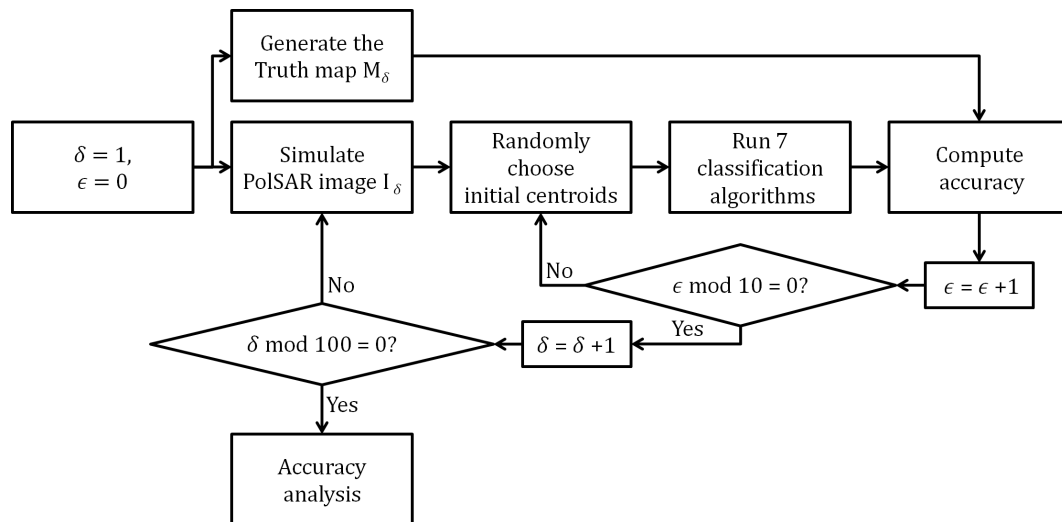 Generate the
Truth map M_δ
δ = 1,
ϵ = 0
Simulate
PolSAR image I_δ
Randomly
choose
initial centroids
Run 7
classification
algorithms
Compute
accuracy
No
ϵ mod 10 = 0?
ϵ = ϵ +1
Yes
No
δ mod 100 = 0?
δ = δ +1
Yes
Accuracy
analysis